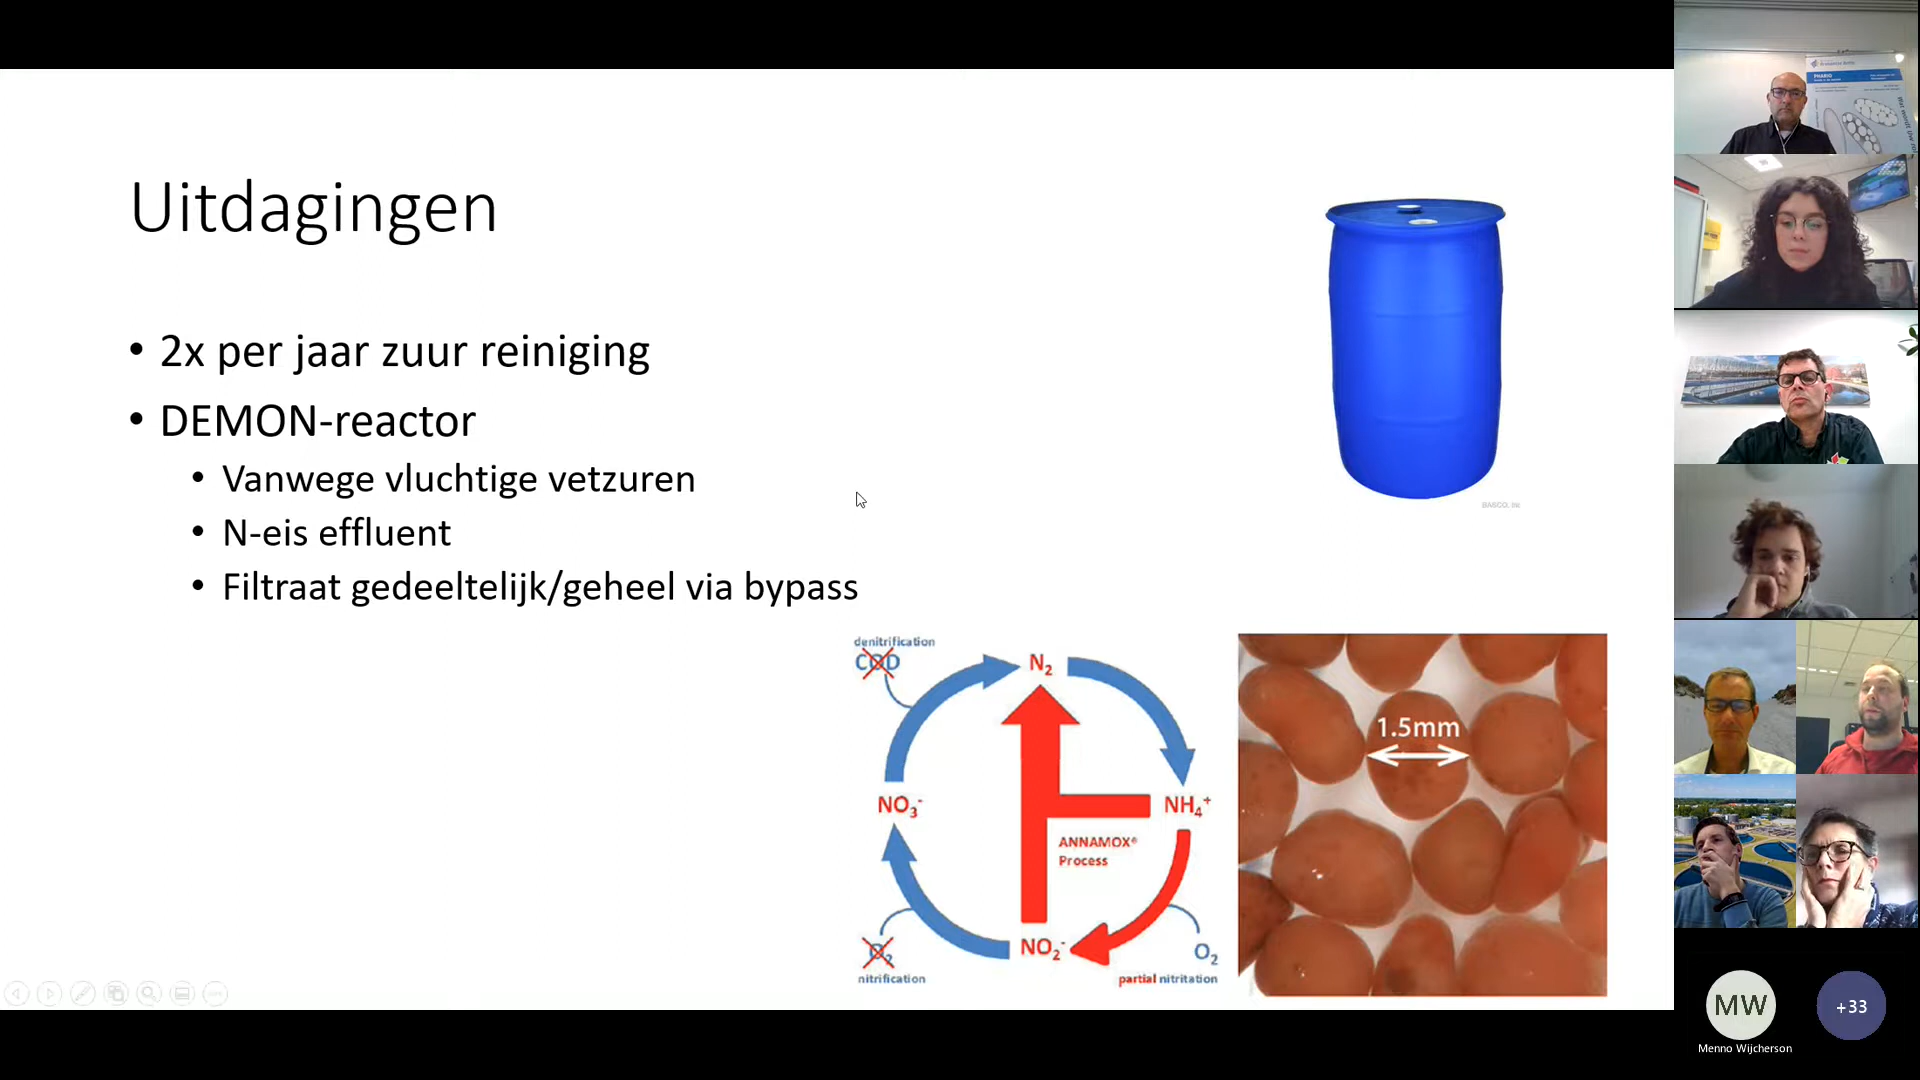 Uitdagingen
• 2x per jaar zuur reiniging
• DEMON-reactor
• Vanwege vluchtige vetzuren
• N-eis effluent
• Filtraat gedeeltelijk/geheel via bypass
denitrification
COD
N₂
NO₃⁻
NH₄⁺
ANNAMOX®
Process
NO₂⁻
O₂
O₂
nitrification
partial nitritation
1.5mm
PHARIO
MW
+33
Menno Wijcherson